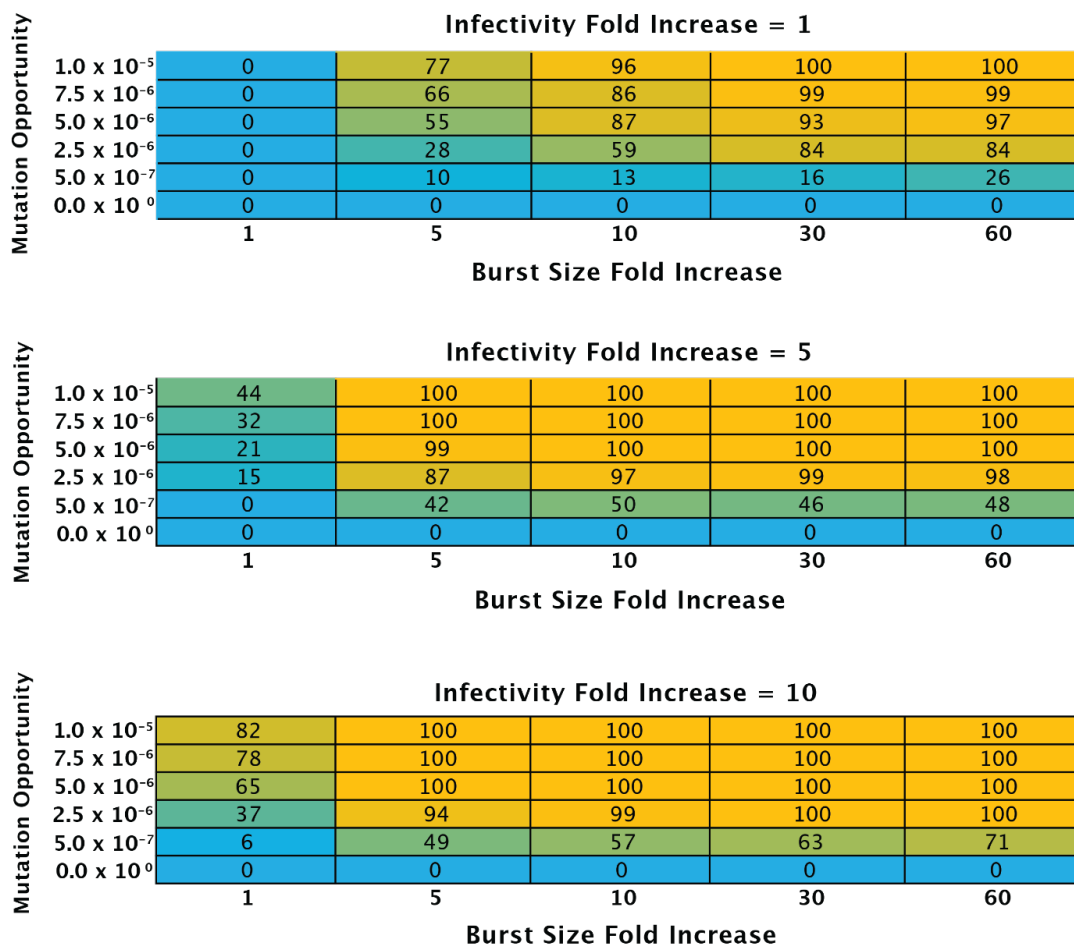 Infectivity Fold Increase = 1
Mutation Opportunity
1.0 x 10⁻⁵ 0 77 96 100 100
7.5 x 10⁻⁶ 0 66 86 99 99
5.0 x 10⁻⁶ 0 55 87 93 97
2.5 x 10⁻⁶ 0 28 59 84 84
5.0 x 10⁻⁷ 0 10 13 16 26
0.0 x 10⁰ 0 0 0 0 0
1 5 10 30 60
Burst Size Fold Increase
Infectivity Fold Increase = 5
Mutation Opportunity
1.0 x 10⁻⁵ 44 100 100 100 100
7.5 x 10⁻⁶ 32 100 100 100 100
5.0 x 10⁻⁶ 21 99 100 100 100
2.5 x 10⁻⁶ 15 87 97 99 98
5.0 x 10⁻⁷ 0 42 50 46 48
0.0 x 10⁰ 0 0 0 0 0
1 5 10 30 60
Burst Size Fold Increase
Infectivity Fold Increase = 10
Mutation Opportunity
1.0 x 10⁻⁵ 82 100 100 100 100
7.5 x 10⁻⁶ 78 100 100 100 100
5.0 x 10⁻⁶ 65 100 100 100 100
2.5 x 10⁻⁶ 37 94 99 100 100
5.0 x 10⁻⁷ 6 49 57 63 71
0.0 x 10⁰ 0 0 0 0 0
1 5 10 30 60
Burst Size Fold Increase